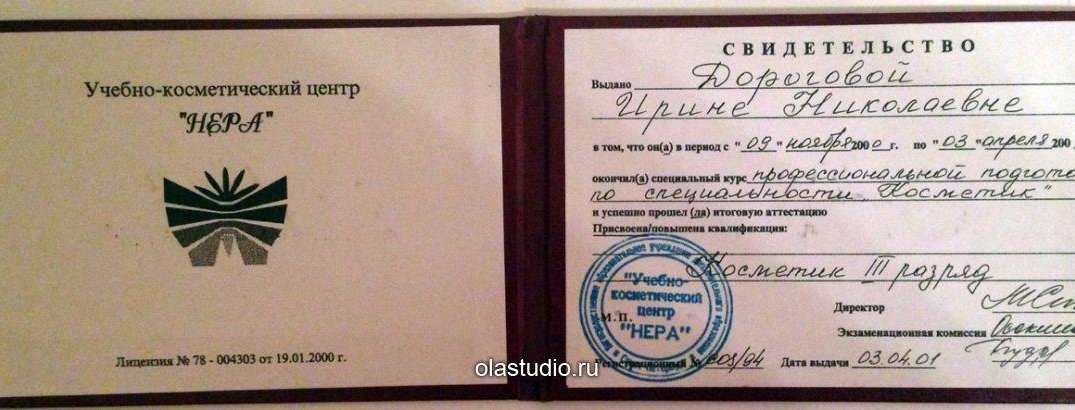 Учебно-косметический центр
"НЕРА"
Лицензия № 78 - 004303 от 19.01.2000 г.
СВИДЕТЕЛЬСТВО
Выдано Дороговой
Ирине Николаевне
в том, что он(а) в период с "09" ноября 2000 г. по "03" апреля 200
окончил(а) специальный курс профессиональной подгото
по специальности "Косметик"
и успешно прошел (ла) итоговую аттестацию
Присвоена/повышена квалификация:
Косметик III разряд
"Учебно-
косметический
центр
"НЕРА"
М.П.
Директор
Экзаменационная комиссия
Регистрационный №
Дата выдачи 03.04.01
olastudio.ru